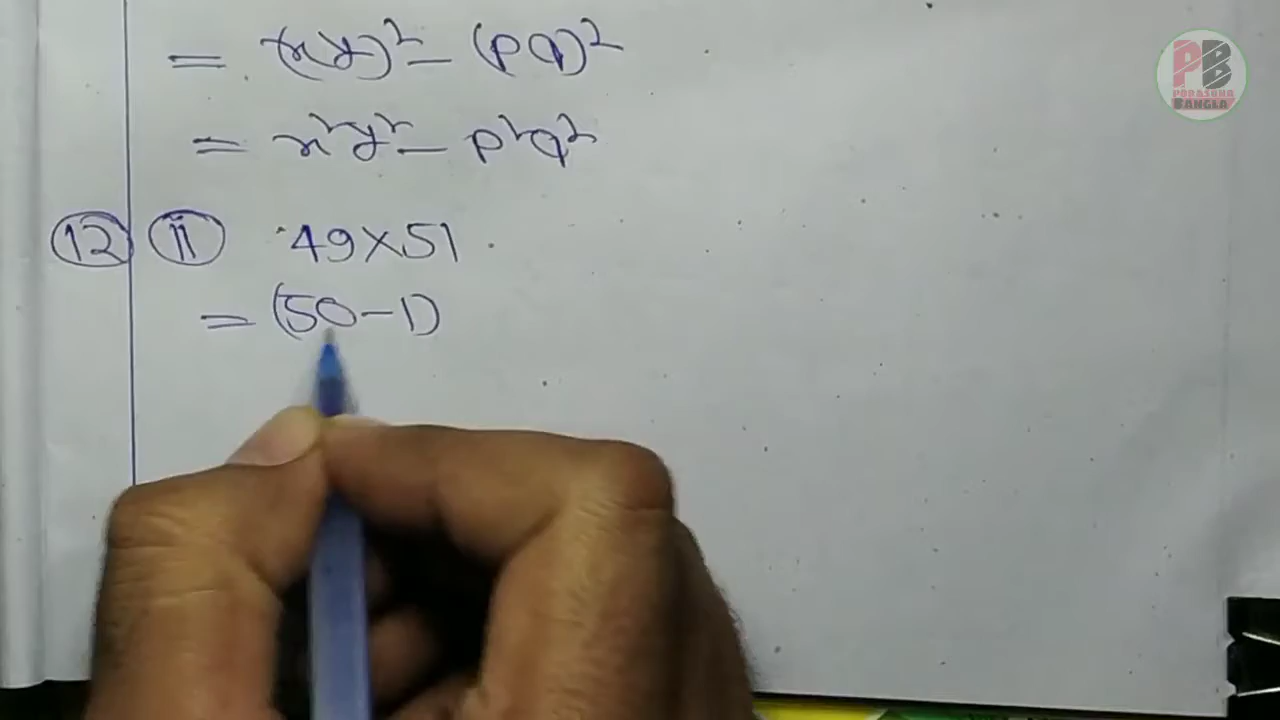 = (xy)² - (pq)²
= x²y² - p²q²
12 ii 49×51
= (50-1)
PB
PORASUNA
BANGLA